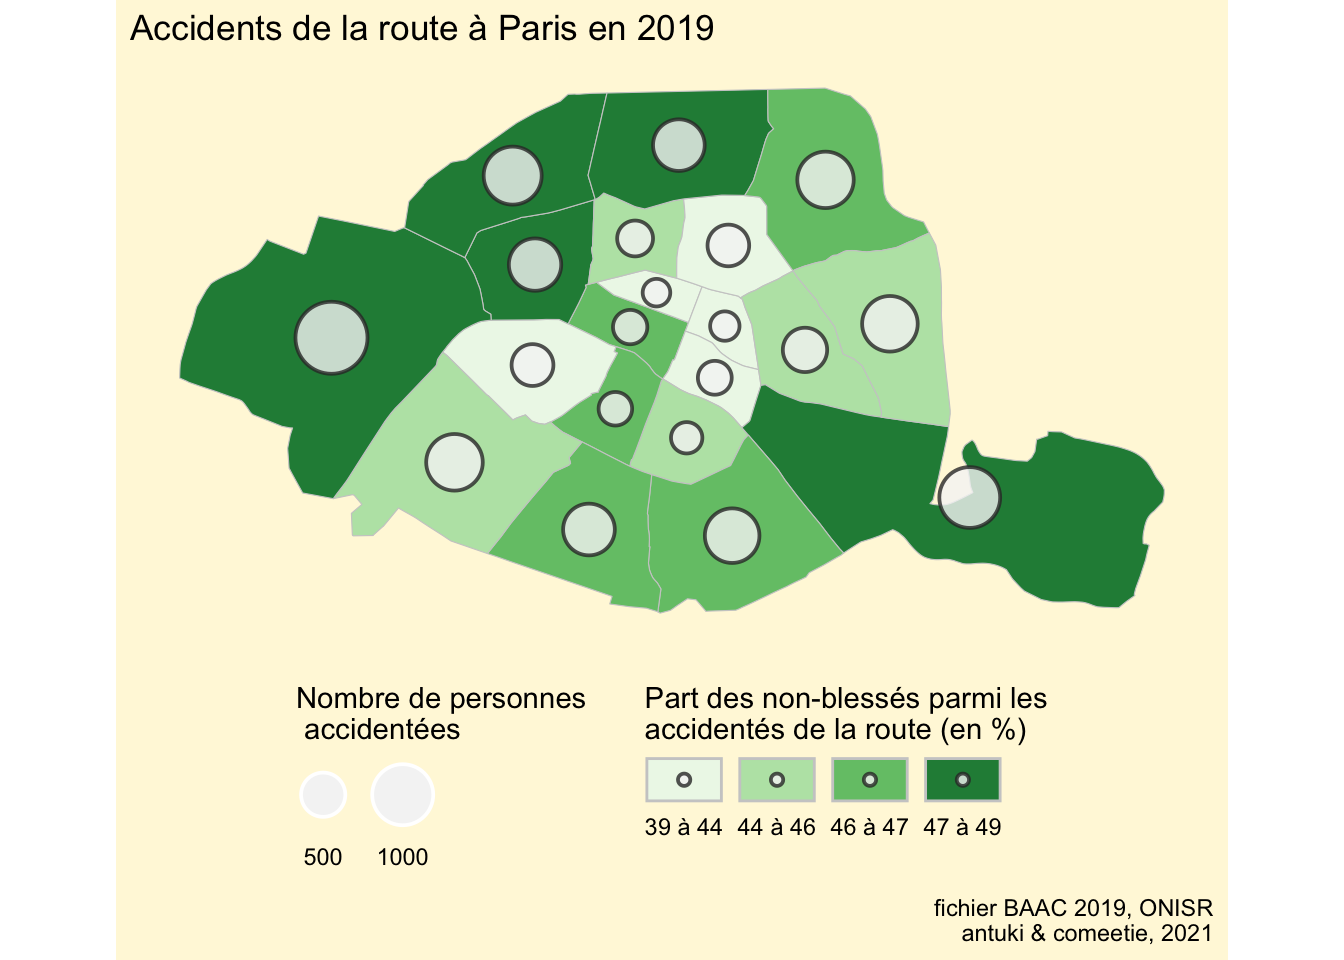 Accidents de la route à Paris en 2019
Nombre de personnes
accidentées
500 1000
Part des non-blessés parmi les
accidentés de la route (en %)
39 à 44 44 à 46 46 à 47 47 à 49
fichier BAAC 2019, ONISR
antuki & comeetie, 2021